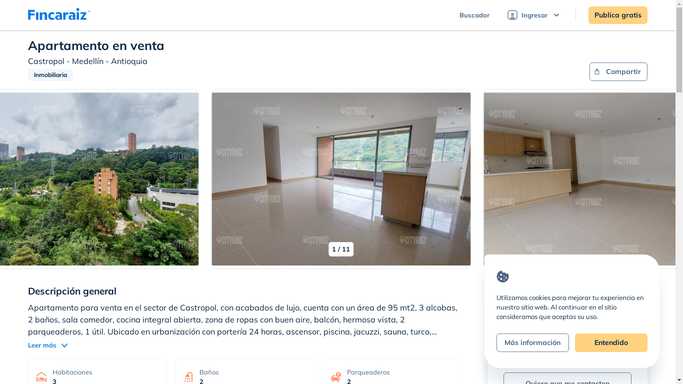 Fincaraiz
Buscador
Ingresar
Publica gratis
Apartamento en venta
Castropol - Medellín - Antioquia
Inmobiliaria
Compartir
1 / 11
Descripción general
Apartamento para venta en el sector de Castropol, con acabados de lujo, cuenta con un área de 95 mt2, 3 alcobas,
2 baños, sala comedor, cocina integral abierta, zona de ropas con buen aire, balcón, hermosa vista, 2
parqueaderos, 1 útil. Ubicado en urbanización con portería 24 horas, ascensor, piscina, jacuzzi, sauna, turco,...
Leer más
Habitaciones
3
Baños
2
Parqueaderos
2
Utilizamos cookies para mejorar tu experiencia en
nuestro sitio web. Al continuar en el sitio
consideramos que aceptas su uso.
Más información
Entendido
Quiero que me contacten